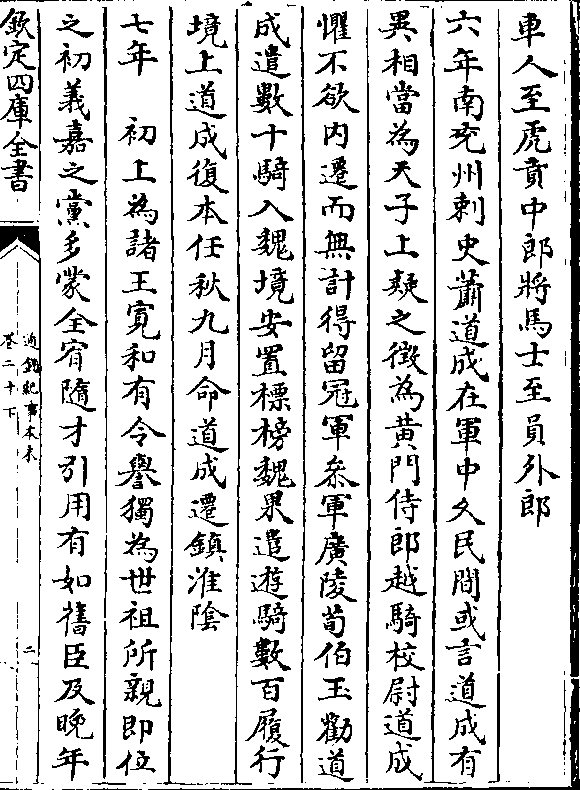 車人至虎賁中郎將馬士至員外郎
六年南兖州刺史蕭道成在軍中久民間或言道成有
異相當為天子上疑之徵為黄門侍郎越騎校尉道成
懼不欲内遷而無計得留冠軍叅軍廣陵荀伯玉勸道
成遣數十騎入魏境安置標榜魏果遣遊騎數百履行
境上道成復本任秋九月命道成遷鎮淮隂
七年　初上為諸王寛和有令譽獨為世祖所親即位
之初義嘉之黨多蒙全宥隨才引用有如舊臣及晚年
欽定四庫全書
通鑑紀事本末
卷二十下
二